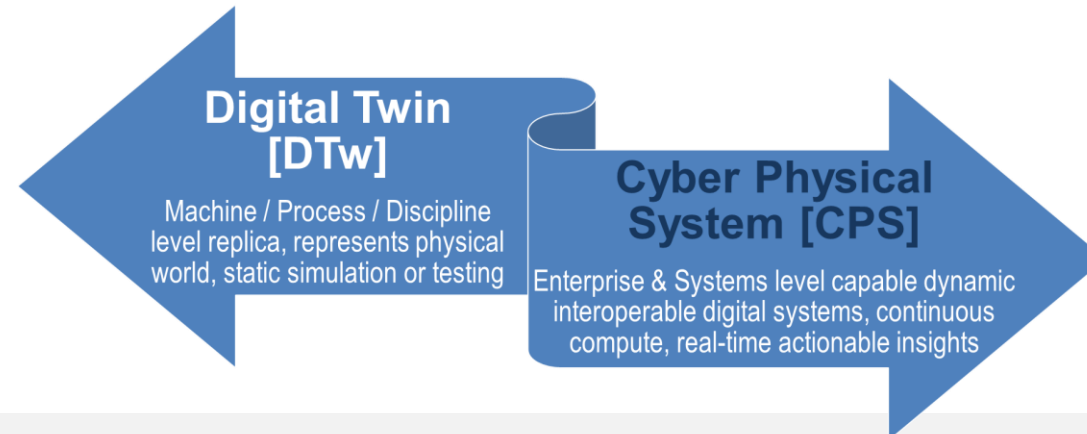 Digital Twin
[DTw]
Machine / Process / Discipline
level replica, represents physical
world, static simulation or testing
Cyber Physical
System [CPS]
Enterprise & Systems level capable dynamic
interoperable digital systems, continuous
compute, real-time actionable insights